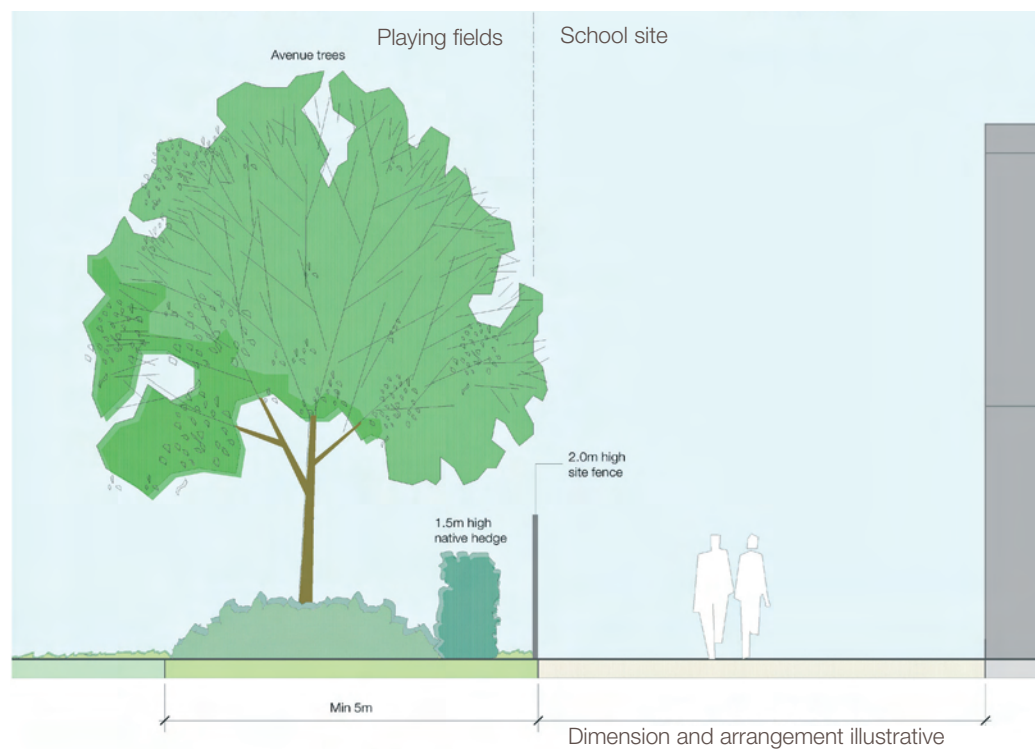 Playing fields
School site
Avenue trees
2.0m high
site fence
1.5m high
native hedge
Min 5m
Dimension and arrangement illustrative